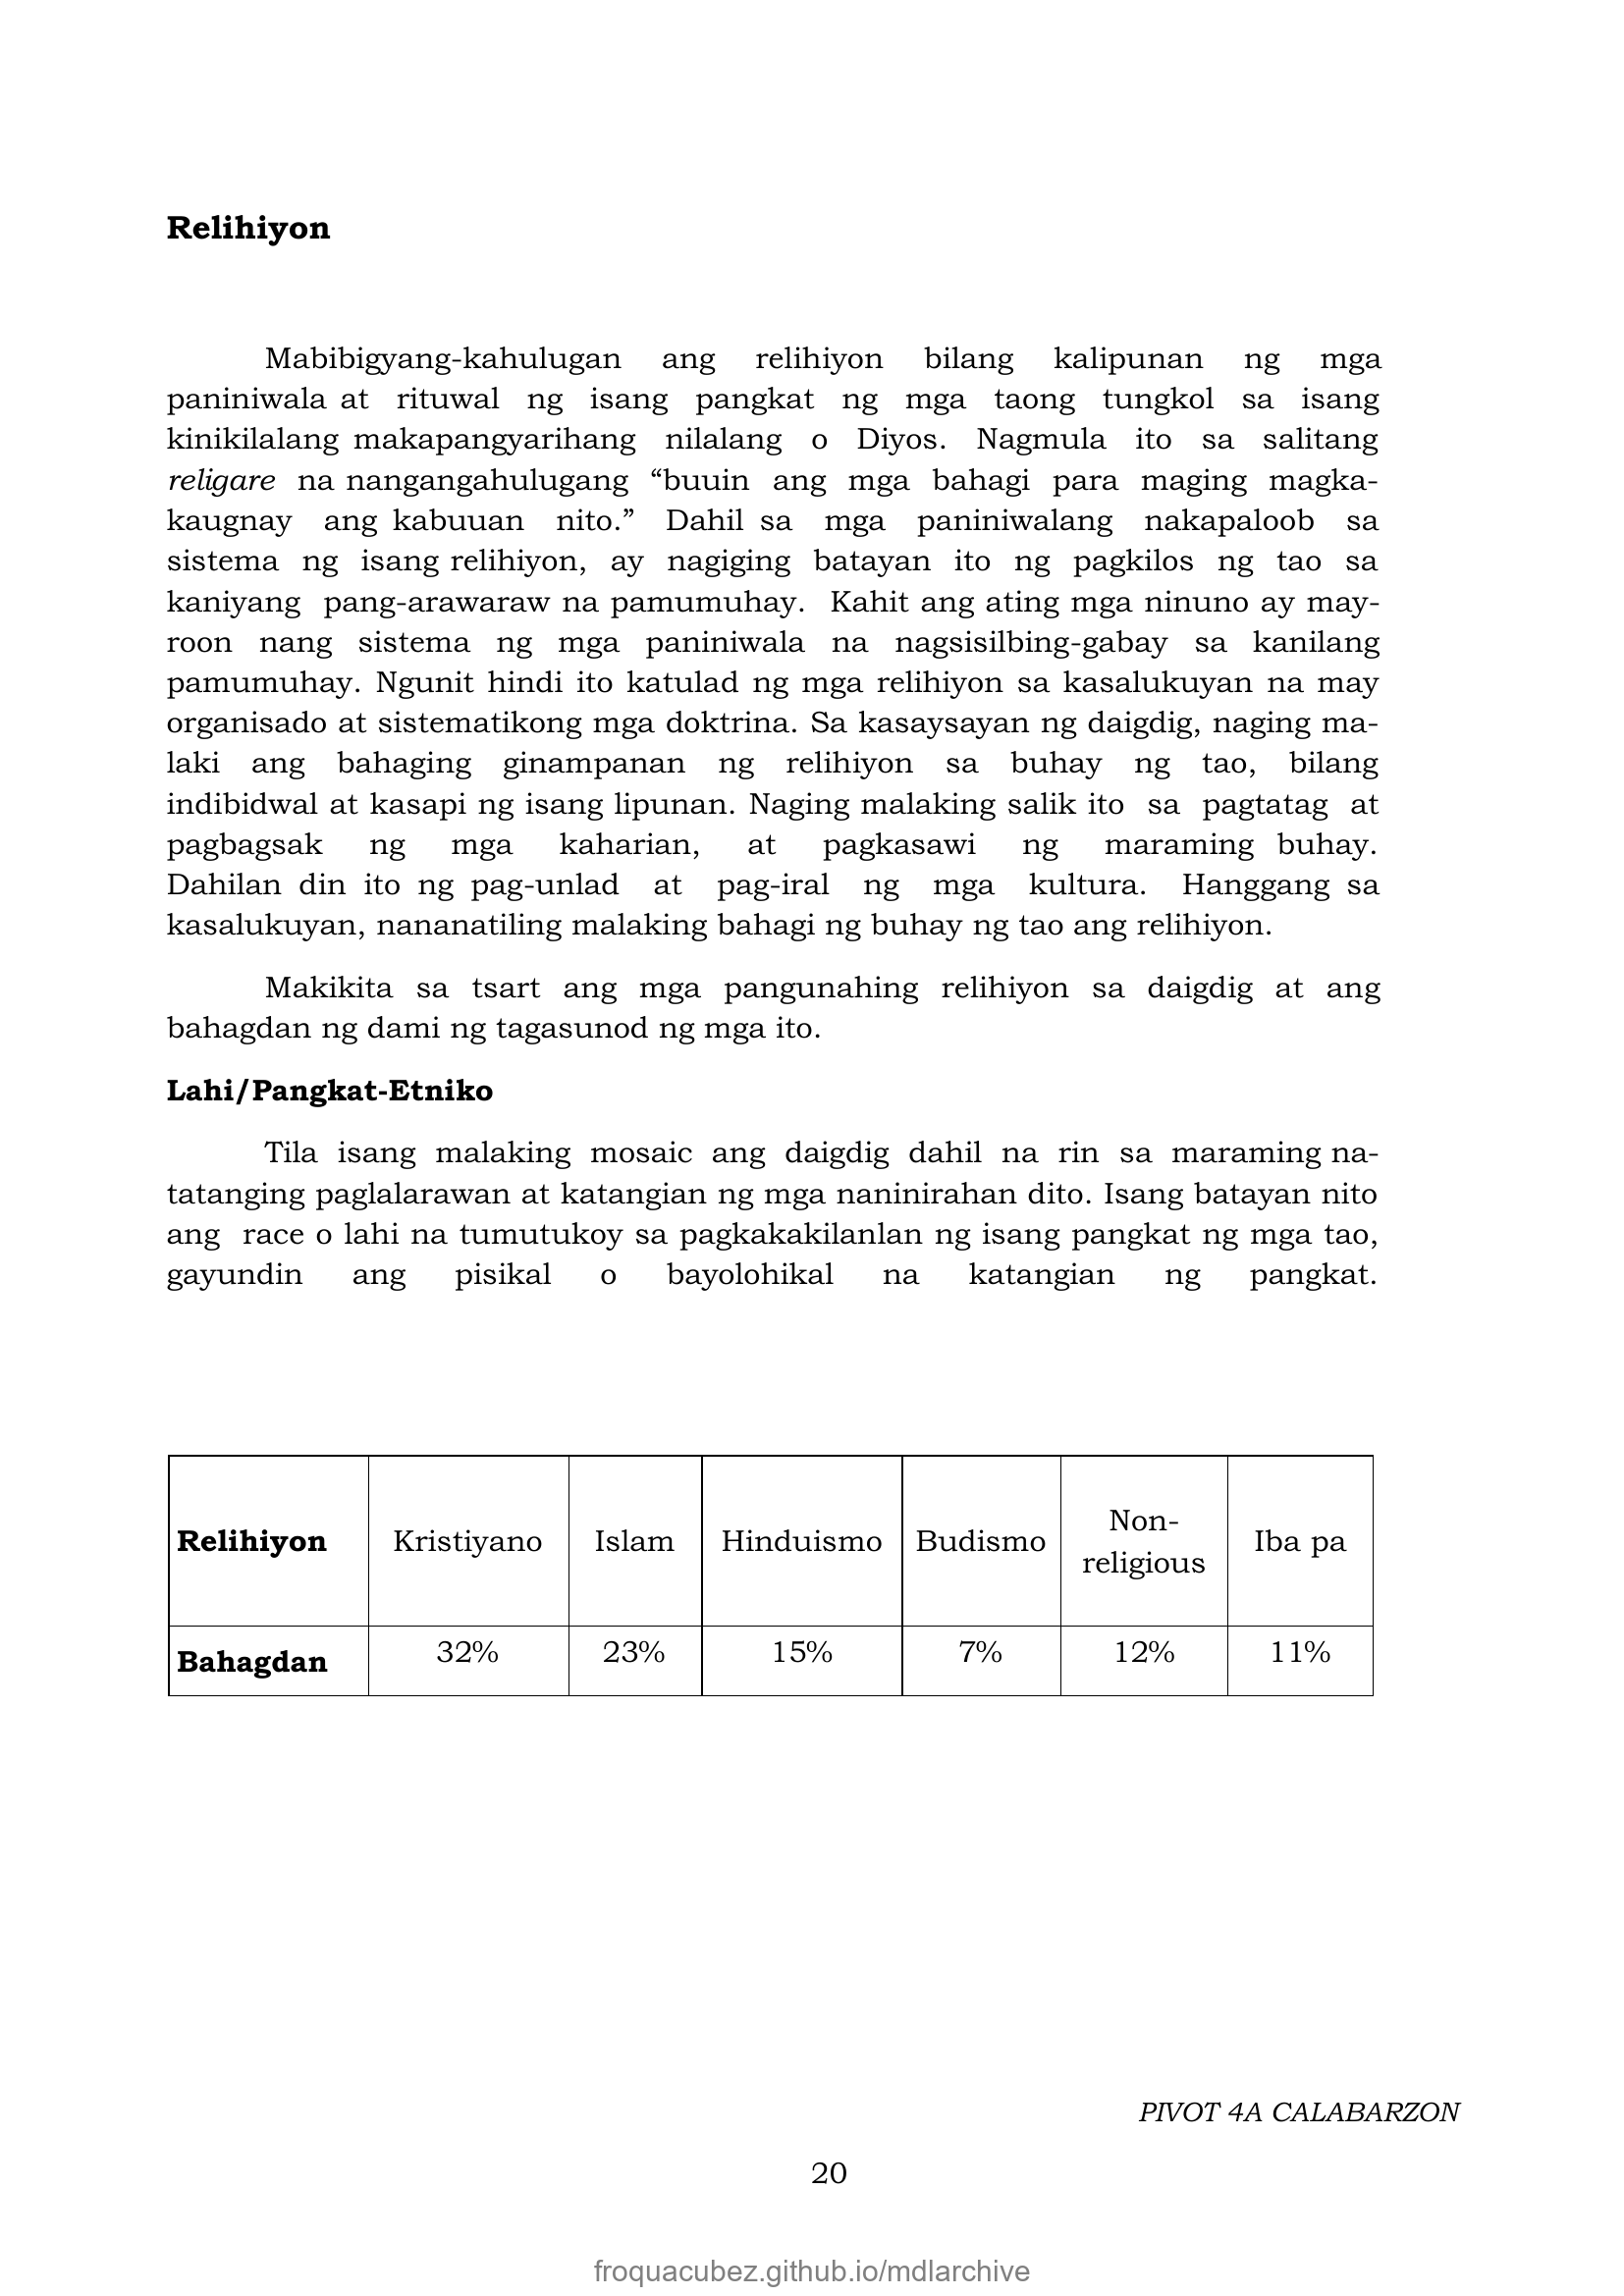 Relihiyon
Mabibigyang-kahulugan ang relihiyon bilang kalipunan ng mga
paniniwala at rituwal ng isang pangkat ng mga taong tungkol sa isang
kinikilalang makapangyarihang nilalang o Diyos. Nagmula ito sa salitang
religare na nangangahulugang “buuin ang mga bahagi para maging magka-
kaugnay ang kabuuan nito.” Dahil sa mga paniniwalang nakapaloob sa
sistema ng isang relihiyon, ay nagiging batayan ito ng pagkilos ng tao sa
kaniyang pang-arawaraw na pamumuhay. Kahit ang ating mga ninuno ay may-
roon nang sistema ng mga paniniwala na nagsisilbing-gabay sa kanilang
pamumuhay. Ngunit hindi ito katulad ng mga relihiyon sa kasalukuyan na may
organisado at sistematikong mga doktrina. Sa kasaysayan ng daigdig, naging ma-
laki ang bahaging ginampanan ng relihiyon sa buhay ng tao, bilang
indibidwal at kasapi ng isang lipunan. Naging malaking salik ito sa pagtatag at
pagbagsak ng mga kaharian, at pagkasawi ng maraming buhay.
Dahilan din ito ng pag-unlad at pag-iral ng mga kultura. Hanggang sa
kasalukuyan, nananatiling malaking bahagi ng buhay ng tao ang relihiyon.
Makikita sa tsart ang mga pangunahing relihiyon sa daigdig at ang
bahagdan ng dami ng tagasunod ng mga ito.
Lahi/Pangkat-Etniko
Tila isang malaking mosaic ang daigdig dahil na rin sa maraming na-
tatanging paglalarawan at katangian ng mga naninirahan dito. Isang batayan nito
ang race o lahi na tumutukoy sa pagkakakilanlan ng isang pangkat ng mga tao,
gayundin ang pisikal o bayolohikal na katangian ng pangkat.
Relihiyon Kristiyano Islam Hinduismo Budismo Non-religious Iba pa
Bahagdan 32% 23% 15% 7% 12% 11%
PIVOT 4A CALABARZON
20
froquacubez.github.io/mdlarchive